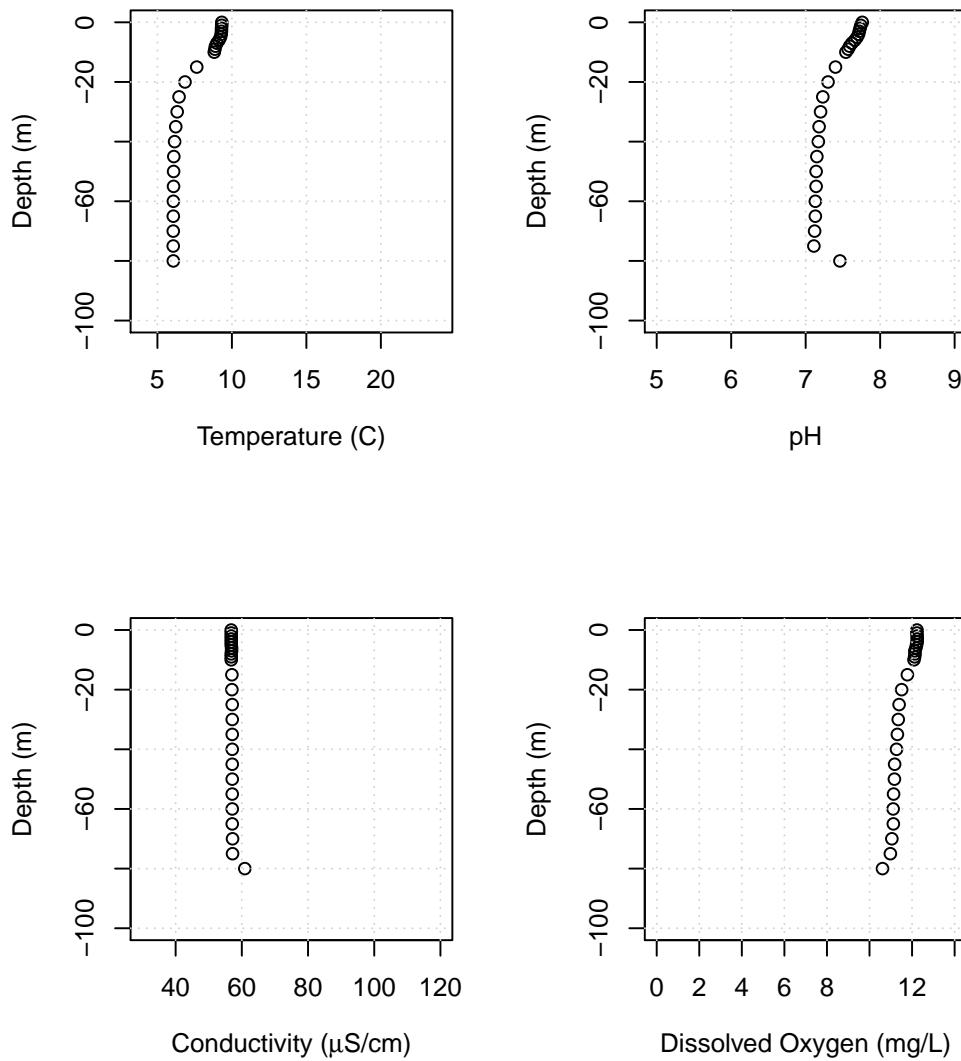 0
−20
−60
−100
Depth (m)
5 10 15 20
Temperature (C)
0
−20
−60
−100
Depth (m)
5 6 7 8 9
pH
0
−20
−60
−100
Depth (m)
40 60 80 100 120
Conductivity (μS/cm)
0
−20
−60
−100
Depth (m)
0 2 4 6 8 12
Dissolved Oxygen (mg/L)